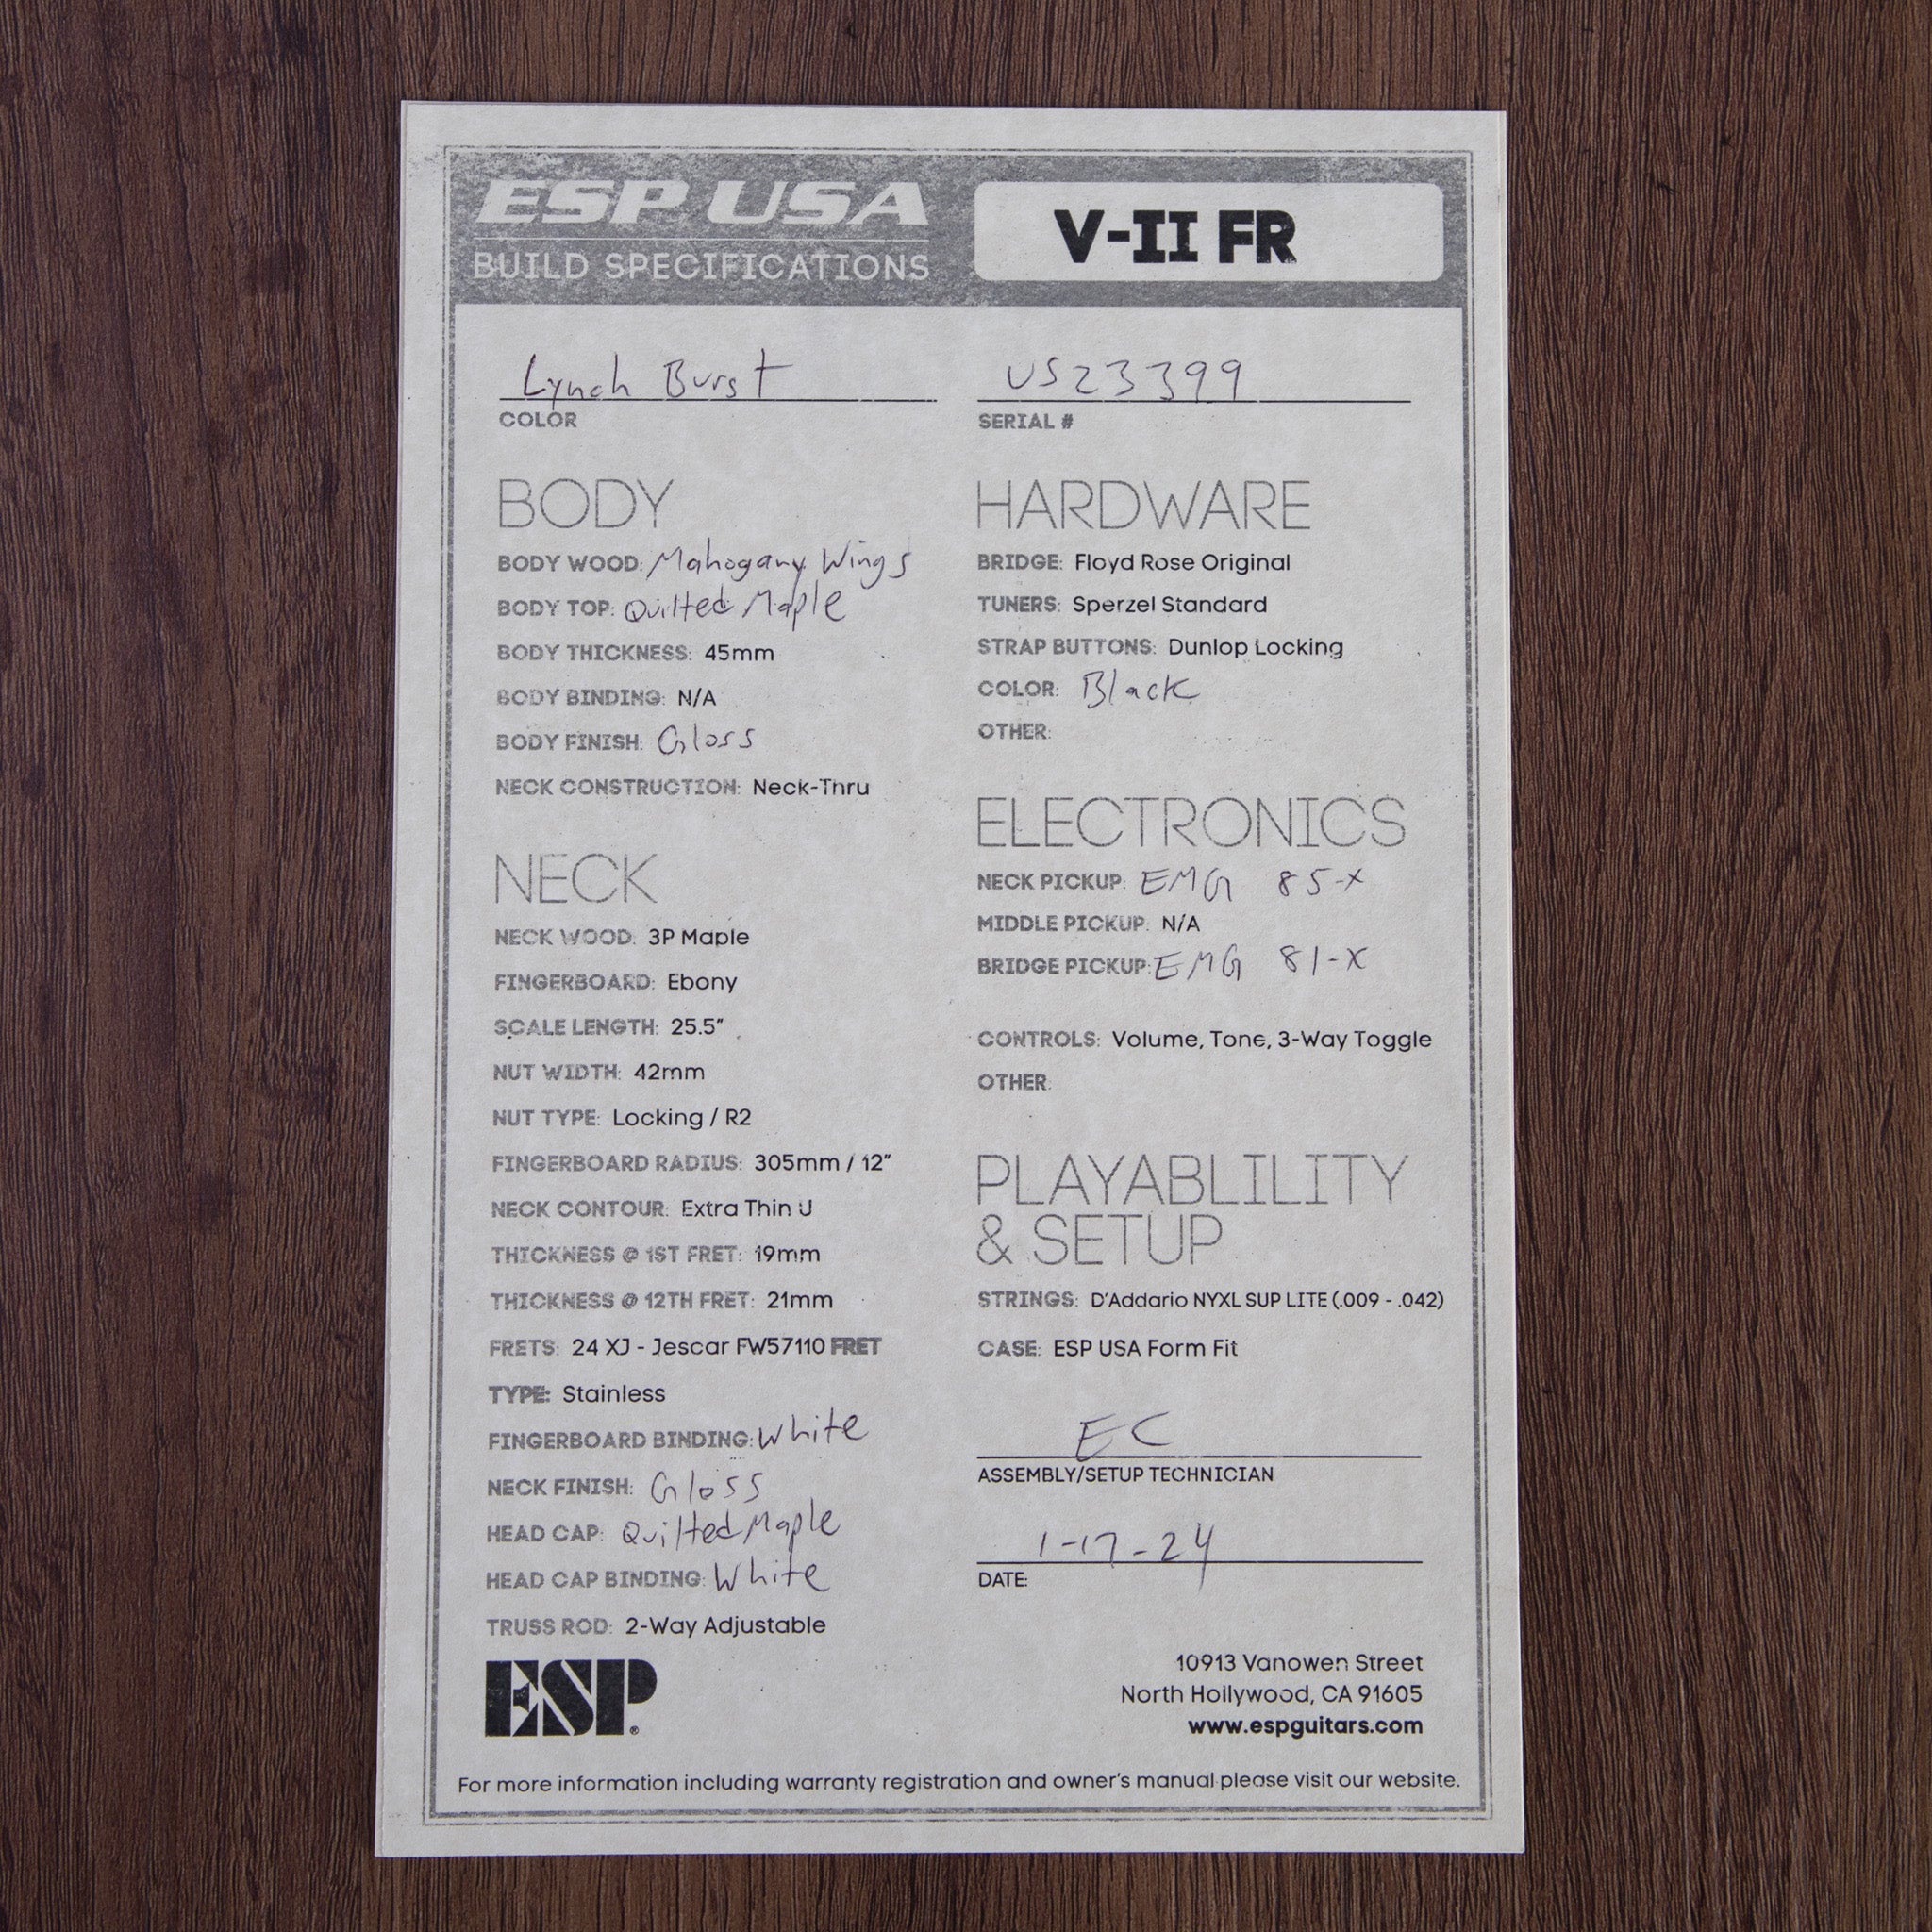 ESP USA
BUILD SPECIFICATIONS
V-II FR
Lynch Burst
COLOR
US23399
SERIAL #
BODY
BODY WOOD: Mahogany Wings
BODY TOP: Quilted Maple
BODY THICKNESS: 45mm
BODY BINDING: N/A
BODY FINISH: Gloss
NECK CONSTRUCTION: Neck-Thru
NECK
NECK WOOD: 3P Maple
FINGERBOARD: Ebony
SCALE LENGTH: 25.5"
NUT WIDTH: 42mm
NUT TYPE: Locking / R2
FINGERBOARD RADIUS: 305mm / 12"
NECK CONTOUR: Extra Thin U
THICKNESS @ 1ST FRET: 19mm
THICKNESS @ 12TH FRET: 21mm
FRETS: 24 XJ - Jescar FW57110 FRET
TYPE: Stainless
FINGERBOARD BINDING: White
NECK FINISH: Gloss
HEAD CAP: Quilted Maple
HEAD CAP BINDING: White
TRUSS ROD: 2-Way Adjustable
HARDWARE
BRIDGE: Floyd Rose Original
TUNERS: Sperzel Standard
STRAP BUTTONS: Dunlop Locking
COLOR: Black
OTHER:
ELECTRONICS
NECK PICKUP: EMG 85-X
MIDDLE PICKUP: N/A
BRIDGE PICKUP: EMG 81-X
CONTROLS: Volume, Tone, 3-Way Toggle
OTHER:
PLAYABLILITY
& SETUP
STRINGS: D'Addario NYXL SUP LITE (.009 - .042)
CASE: ESP USA Form Fit
EC
ASSEMBLY/SETUP TECHNICIAN
1-17-24
DATE:
ESP®
10913 Vanowen Street
North Hollywood, CA 91605
www.espguitars.com
For more information including warranty registration and owner's manual please visit our website.